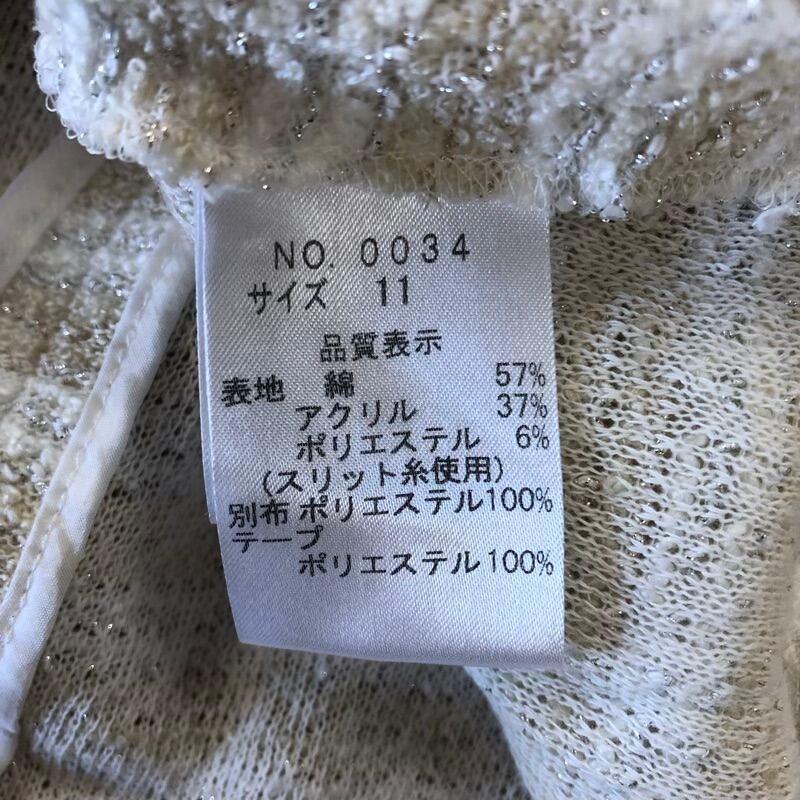 NO. 0034
サイズ 11
品質表示
表地 綿 57%
アクリル 37%
ポリエステル 6%
(スリット糸使用)
別布 ポリエステル100%
テープ
ポリエステル100%